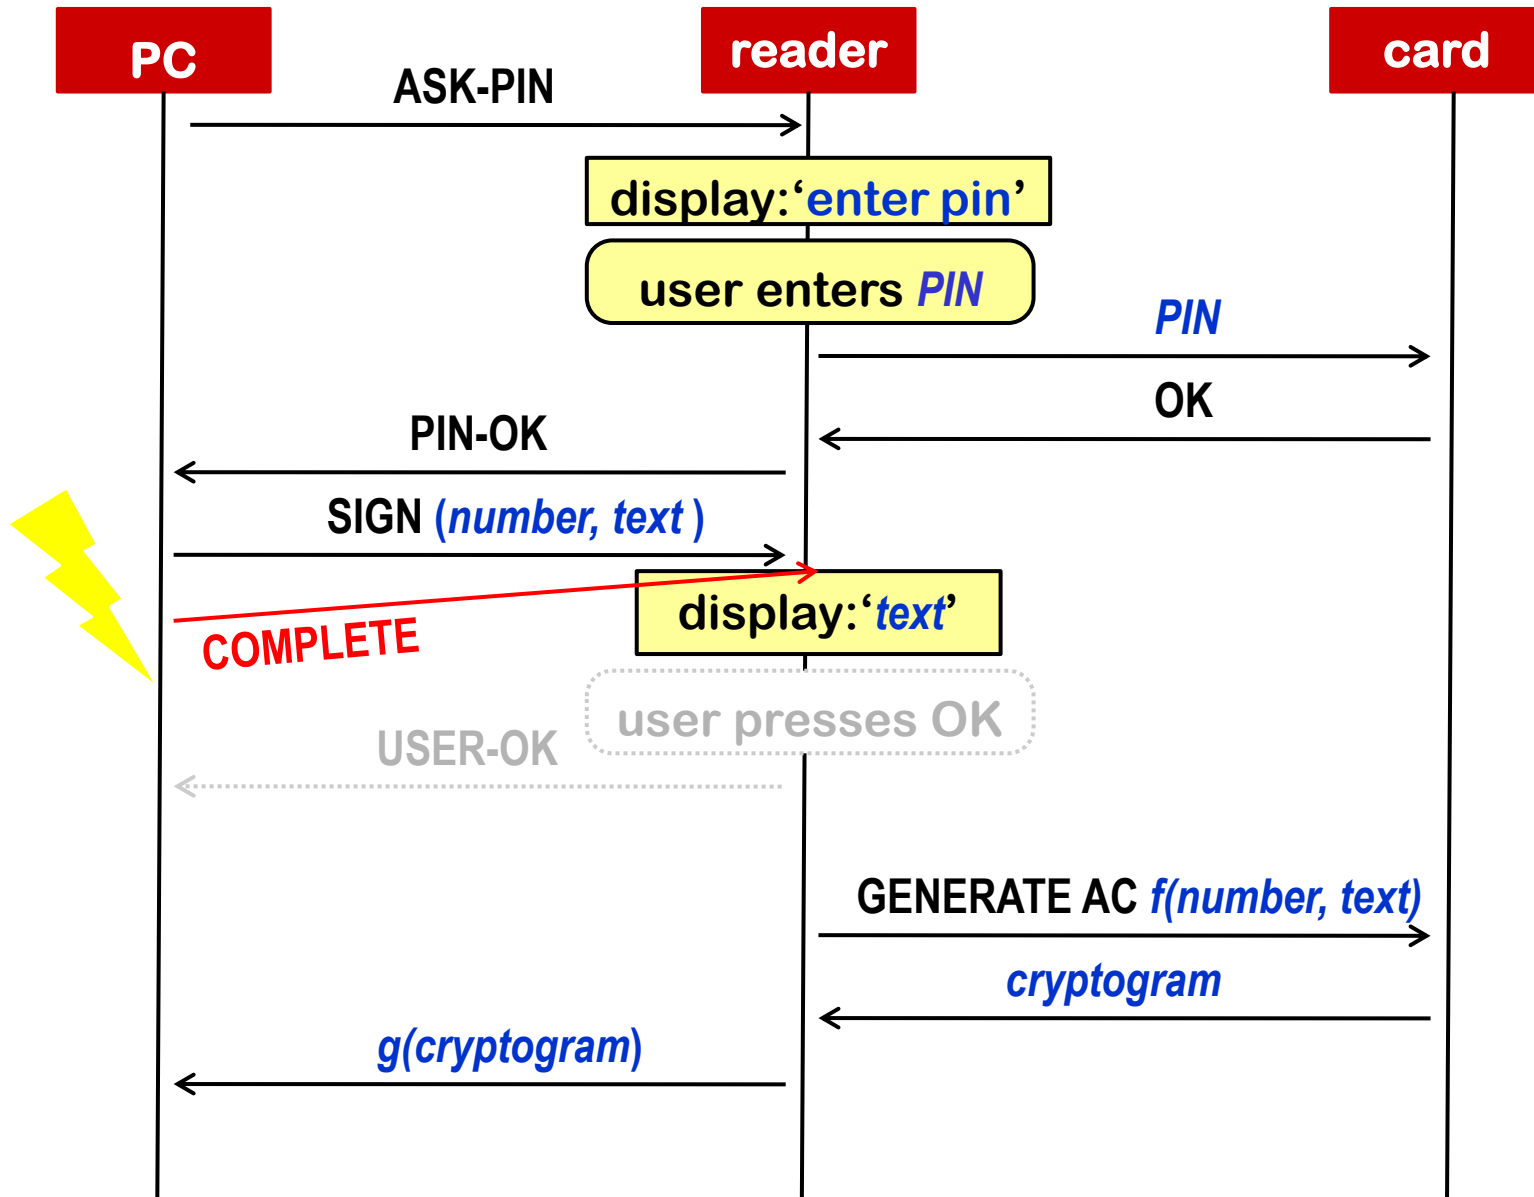 PC
reader
card
ASK-PIN
display:‘enter pin’
user enters PIN
PIN
OK
PIN-OK
SIGN (number, text )
display:‘text’
COMPLETE
user presses OK
USER-OK
GENERATE AC f(number, text)
cryptogram
g(cryptogram)